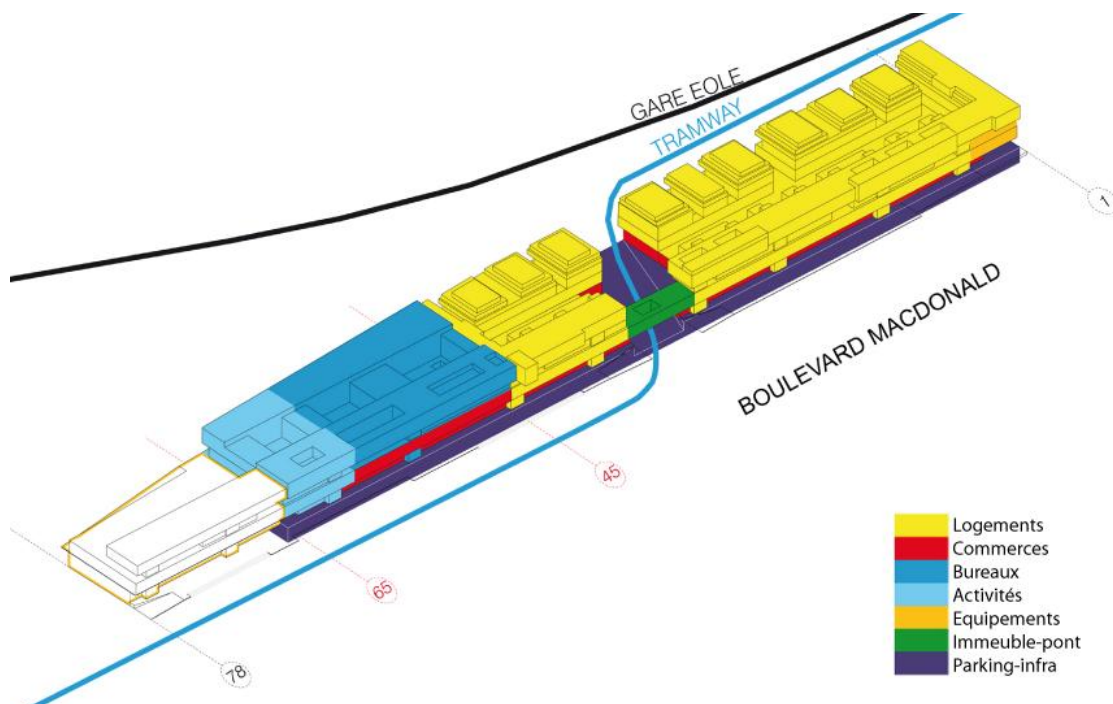 GARE EOLE
TRAMWAY
1
BOULEVARD MACDONALD
45
65
78
Logements
Commerces
Bureaux
Activités
Equipements
Immeuble-pont
Parking-infra